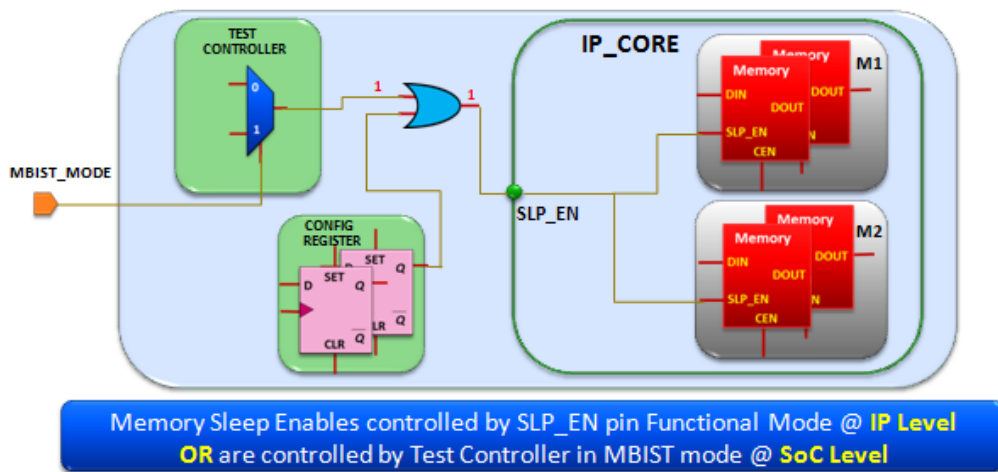 TEST
CONTROLLER
0
1
MBIST_MODE
1
1
CONFIG
REGISTER
SET
Q
Q
CLR
D
SET
Q
CLR
Q
IP_CORE
SLP_EN
M1
Memory
DOUT
Memory
DIN
DOUT
SLP_EN
CEN
M2
Memory
DOUT
Memory
DIN
DOUT
SLP_EN
CEN
Memory Sleep Enables controlled by SLP_EN pin Functional Mode @ IP Level
OR are controlled by Test Controller in MBIST mode @ SoC Level